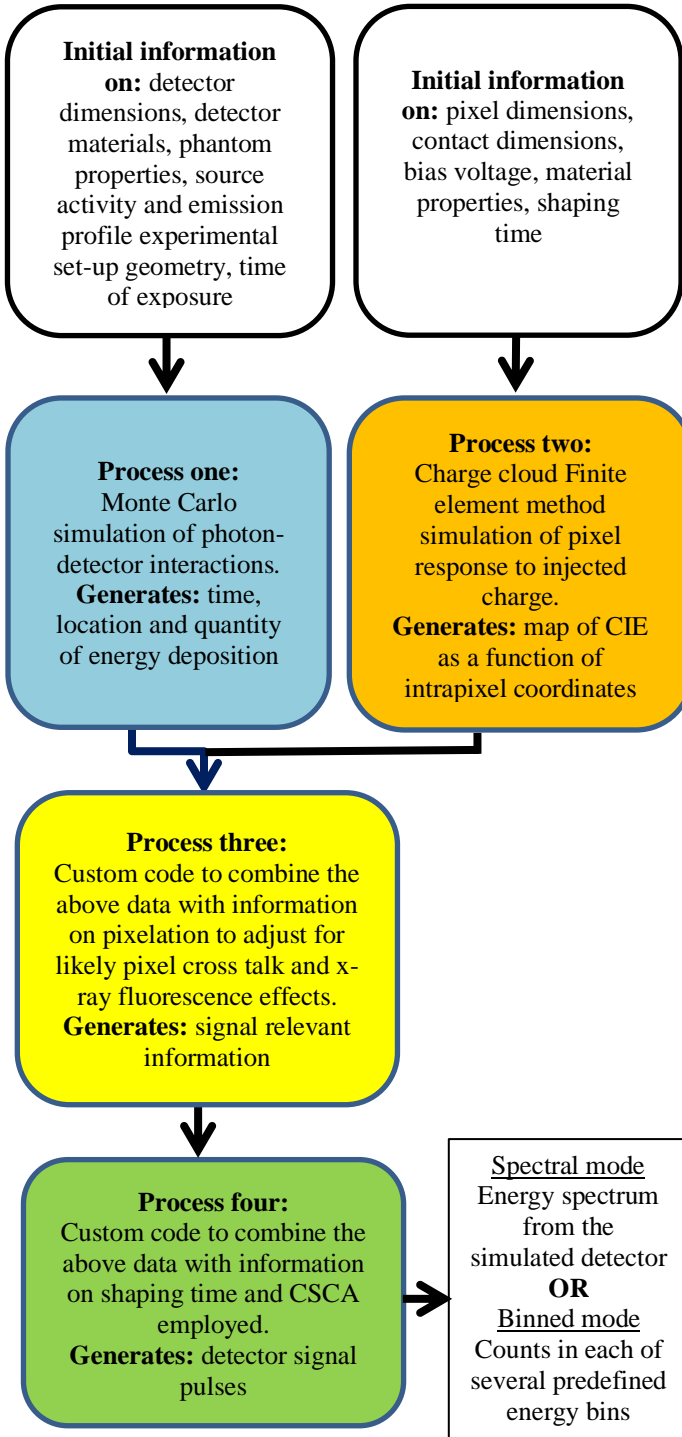 Initial information
on: detector
dimensions, detector
materials, phantom
properties, source
activity and emission
profile experimental
set-up geometry, time
of exposure
Initial information
on: pixel dimensions,
contact dimensions,
bias voltage, material
properties, shaping
time
Process one:
Monte Carlo
simulation of photon-
detector interactions.
Generates: time,
location and quantity
of energy deposition
Process two:
Charge cloud Finite
element method
simulation of pixel
response to injected
charge.
Generates: map of CIE
as a function of
intrapixel coordinates
Process three:
Custom code to combine the
above data with information
on pixelation to adjust for
likely pixel cross talk and x-
ray fluorescence effects.
Generates: signal relevant
information
Process four:
Custom code to combine the
above data with information
on shaping time and CSCA
employed.
Generates: detector signal
pulses
Spectral mode
Energy spectrum
from the
simulated detector
OR
Binned mode
Counts in each of
several predefined
energy bins